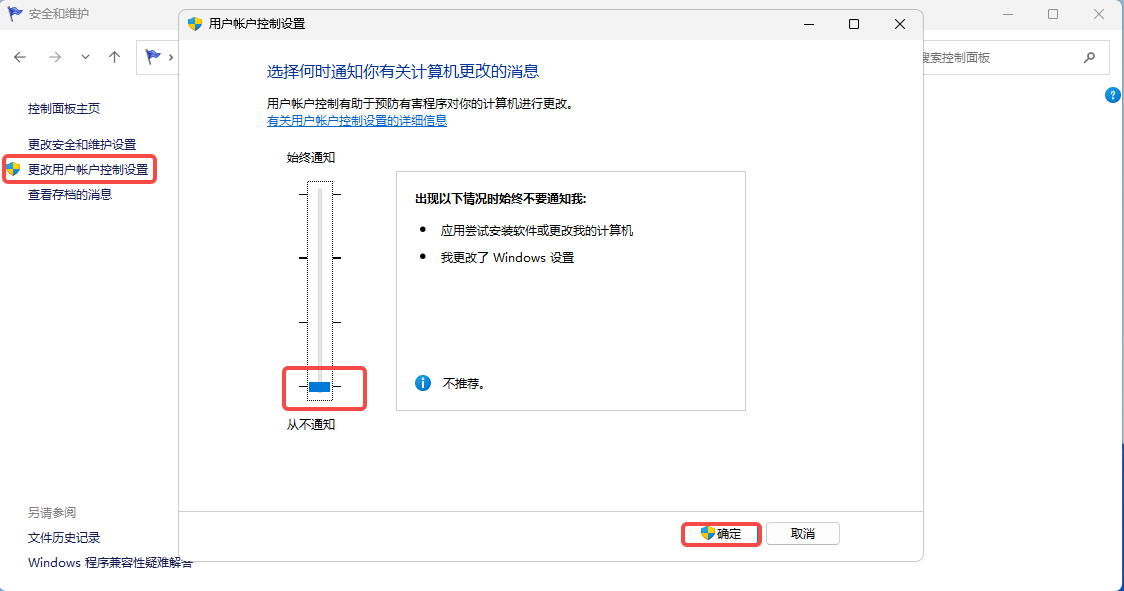 安全和维护
用户帐户控制设置
搜索控制面板
控制面板主页
更改安全和维护设置
更改用户帐户控制设置
查看存档的消息
选择何时通知你有关计算机更改的消息
用户帐户控制有助于预防有害程序对你的计算机进行更改。
有关用户帐户控制设置的详细信息
始终通知
出现以下情况时始终不要通知我:
应用尝试安装软件或更改我的计算机
我更改了 Windows 设置
不推荐。
从不通知
确定
取消
另请参阅
文件历史记录
Windows 程序兼容性疑难解答